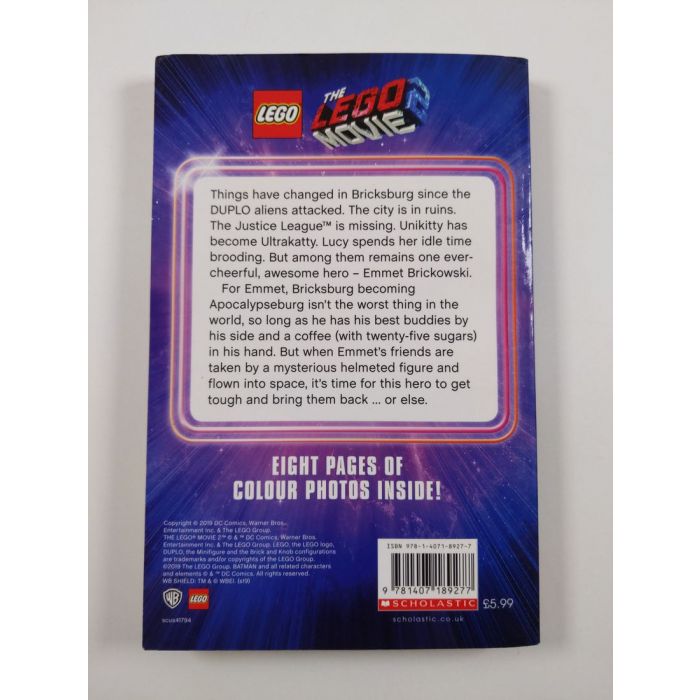 LEGO
THE
LEGO
MOVIE 2
Things have changed in Bricksburg since the
DUPLO aliens attacked. The city is in ruins.
The Justice League™ is missing. Unikitty has
become Ultrakatty. Lucy spends her idle time
brooding. But among them remains one ever-
cheerful, awesome hero – Emmet Brickowski.
For Emmet, Bricksburg becoming
Apocalypseburg isn't the worst thing in the
world, so long as he has his best buddies by
his side and a coffee (with twenty-five sugars)
in his hand. But when Emmet's friends are
taken by a mysterious helmeted figure and
flown into space, it's time for this hero to get
tough and bring them back ... or else.
EIGHT PAGES OF
COLOUR PHOTOS INSIDE!
Copyright © 2019 DC Comics, Warner Bros.
Entertainment Inc. & The LEGO Group.
THE LEGO® MOVIE 2™ © & ™ DC Comics, Warner Bros.
Entertainment Inc. & The LEGO Group. LEGO, the LEGO logo,
DUPLO, the Minifigure and the Brick and Knob configurations
are trademarks and/or copyrights of the LEGO Group.
©2019 The LEGO Group. BATMAN and all related characters
and elements © & ™ DC Comics. All rights reserved.
WB SHIELD: TM & © WBEI. (s19)
WB
LEGO
scus41794
ISBN 978-1-4071-8927-7
9 781407 189277
SCHOLASTIC
£5.99
scholastic.co.uk